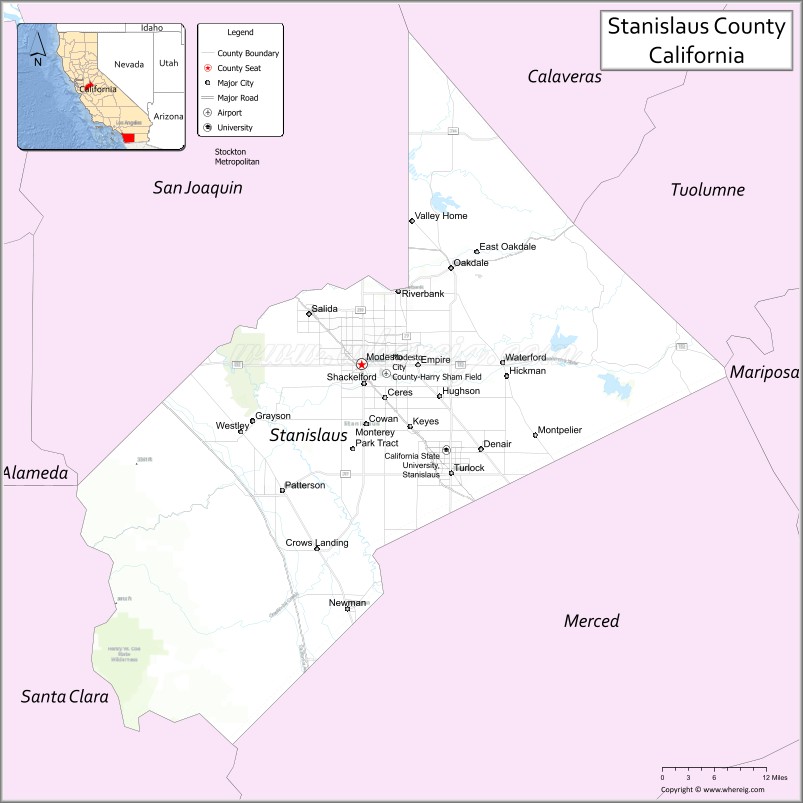 Stanislaus County
California
Idaho
N
Nevada
Utah
California
Los Angeles
Arizona
Legend
County Boundary
County Seat
Major City
Major Road
Airport
University
Stockton
Metropolitan
Calaveras
San Joaquin
Tuolumne
Valley Home
East Oakdale
Oakdale
Riverbank
Salida
Modesto
Modesto
City
County-Harry Sham Field
Empire
Waterford
Hickman
Mariposa
Shackelford
Ceres
Hughson
Grayson
Westley
Cowan
Keyes
Stanislaus
Monterey
Park Tract
Montpelier
Denair
California State
University,
Stanislaus
Turlock
Alameda
Patterson
Crows Landing
Newman
Merced
Henry W. Coe
State
Wilderness
Santa Clara
0 3 6 12 Miles
Copyright © www.whereig.com